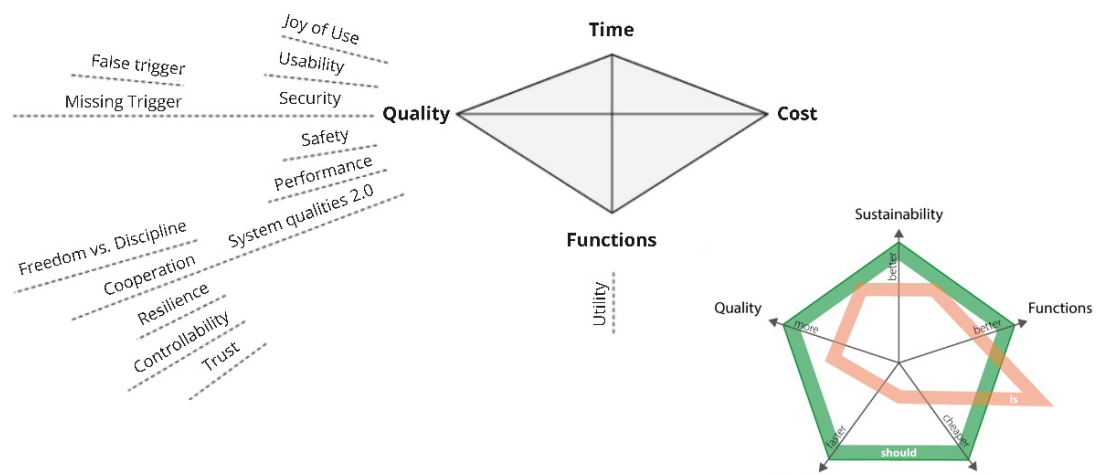 Joy of Use
Time
False trigger
Usability
Missing Trigger
Security
Quality
Cost
Safety
Performance
System qualities 2.0
Freedom vs. Discipline
Cooperation
Functions
Resilience
Controllability
Trust
Utility
Sustainability
better
Quality
Functions
more
better
is
faster
cheaper
should